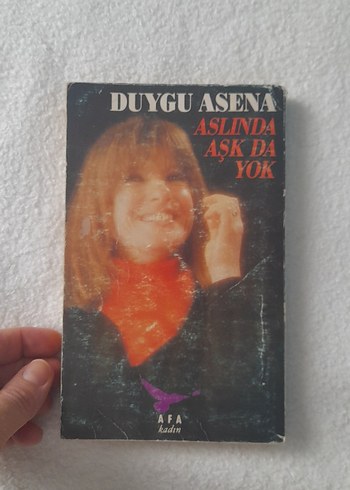 DUYGU ASENA
ASLINDA
AŞK DA
YOK
AFA
kadın